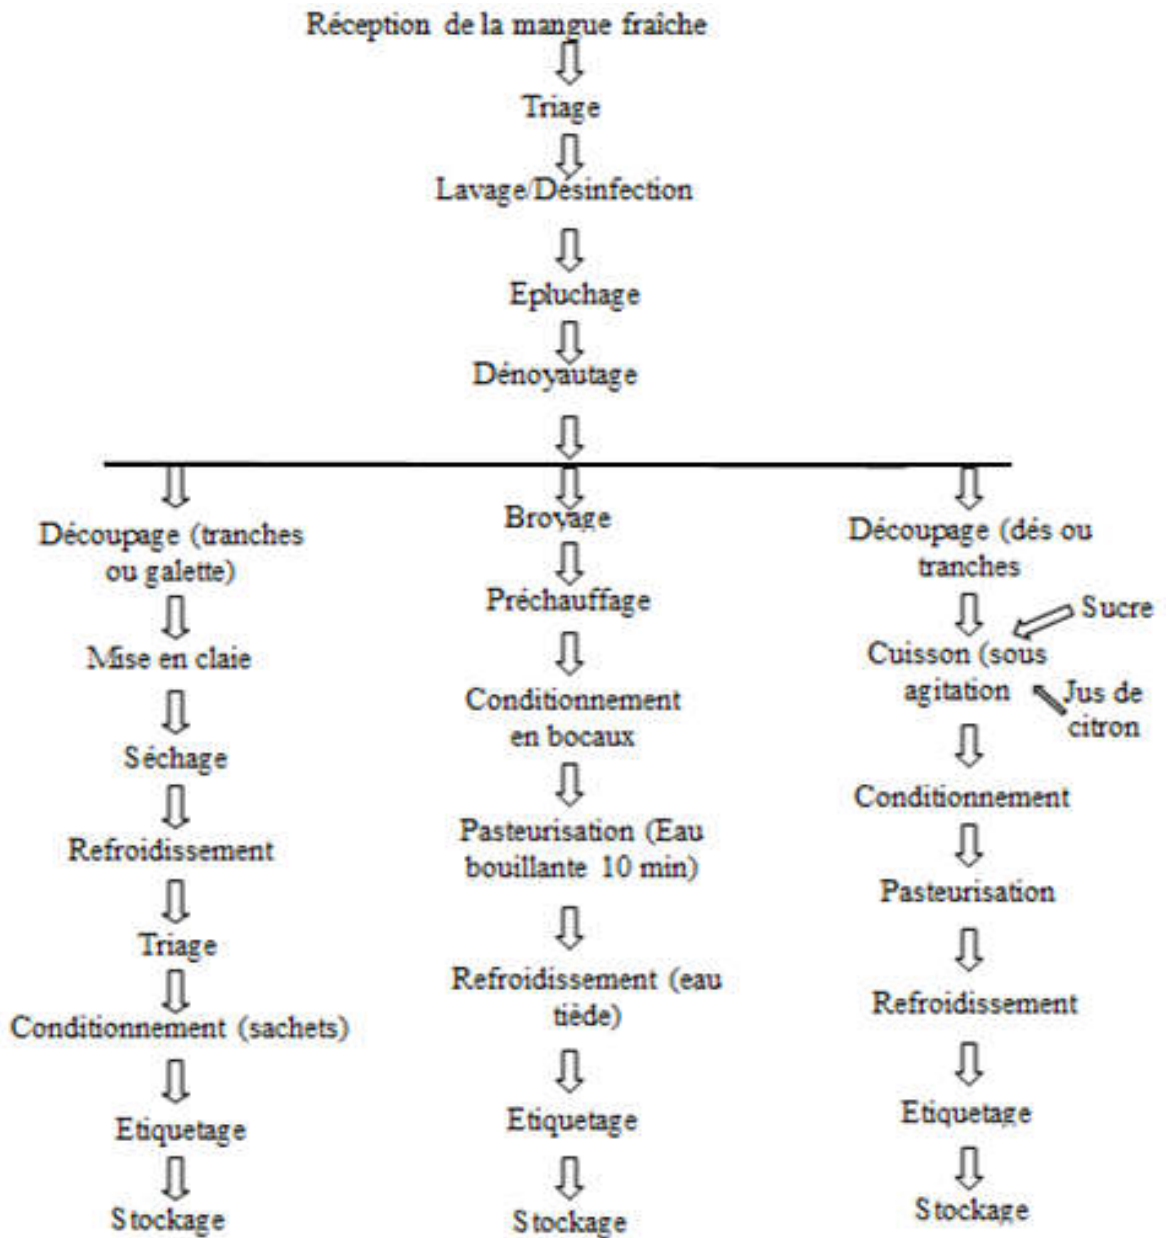 Réception de la mangue fraîche
Triage
Lavage/Désinfection
Epluchage
Dénoyautage
Découpage (tranches
ou galette)
Mise en claie
Séchage
Refroidissement
Triage
Conditionnement (sachets)
Etiquetage
Stockage
Broyage
Préchauffage
Conditionnement
en bocaux
Pasteurisation (Eau
bouillante 10 min)
Refroidissement (eau
tiède)
Etiquetage
Stockage
Découpage (dés ou
tranches
Sucre
Cuisson (sous
agitation
Jus de
citron
Conditionnement
Pasteurisation
Refroidissement
Etiquetage
Stockage